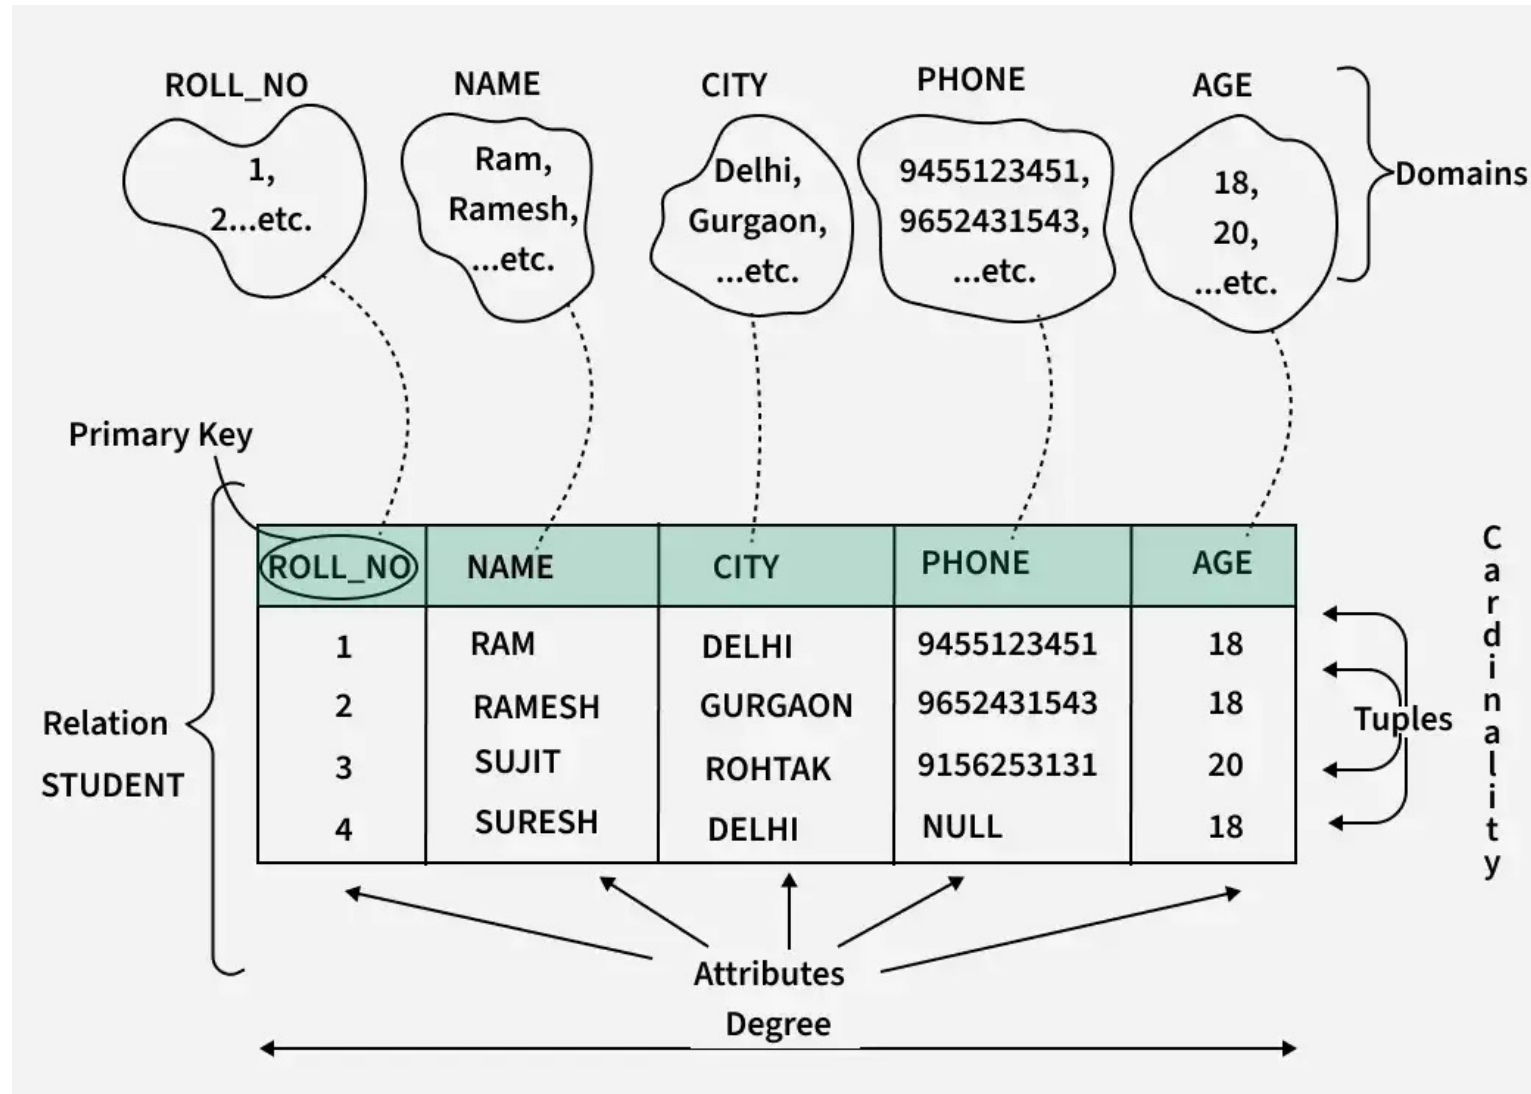 ROLL_NO NAME CITY PHONE AGE
1,
2...etc.
Ram,
Ramesh,
...etc.
Delhi,
Gurgaon,
...etc.
9455123451,
9652431543,
...etc.
18,
20,
...etc.
Domains
Primary Key
Relation
STUDENT
ROLL_NO NAME CITY PHONE AGE
1 RAM DELHI 9455123451 18
2 RAMESH GURGAON 9652431543 18
3 SUJIT ROHTAK 9156253131 20
4 SURESH DELHI NULL 18
Tuples
Cardinality
Attributes
Degree